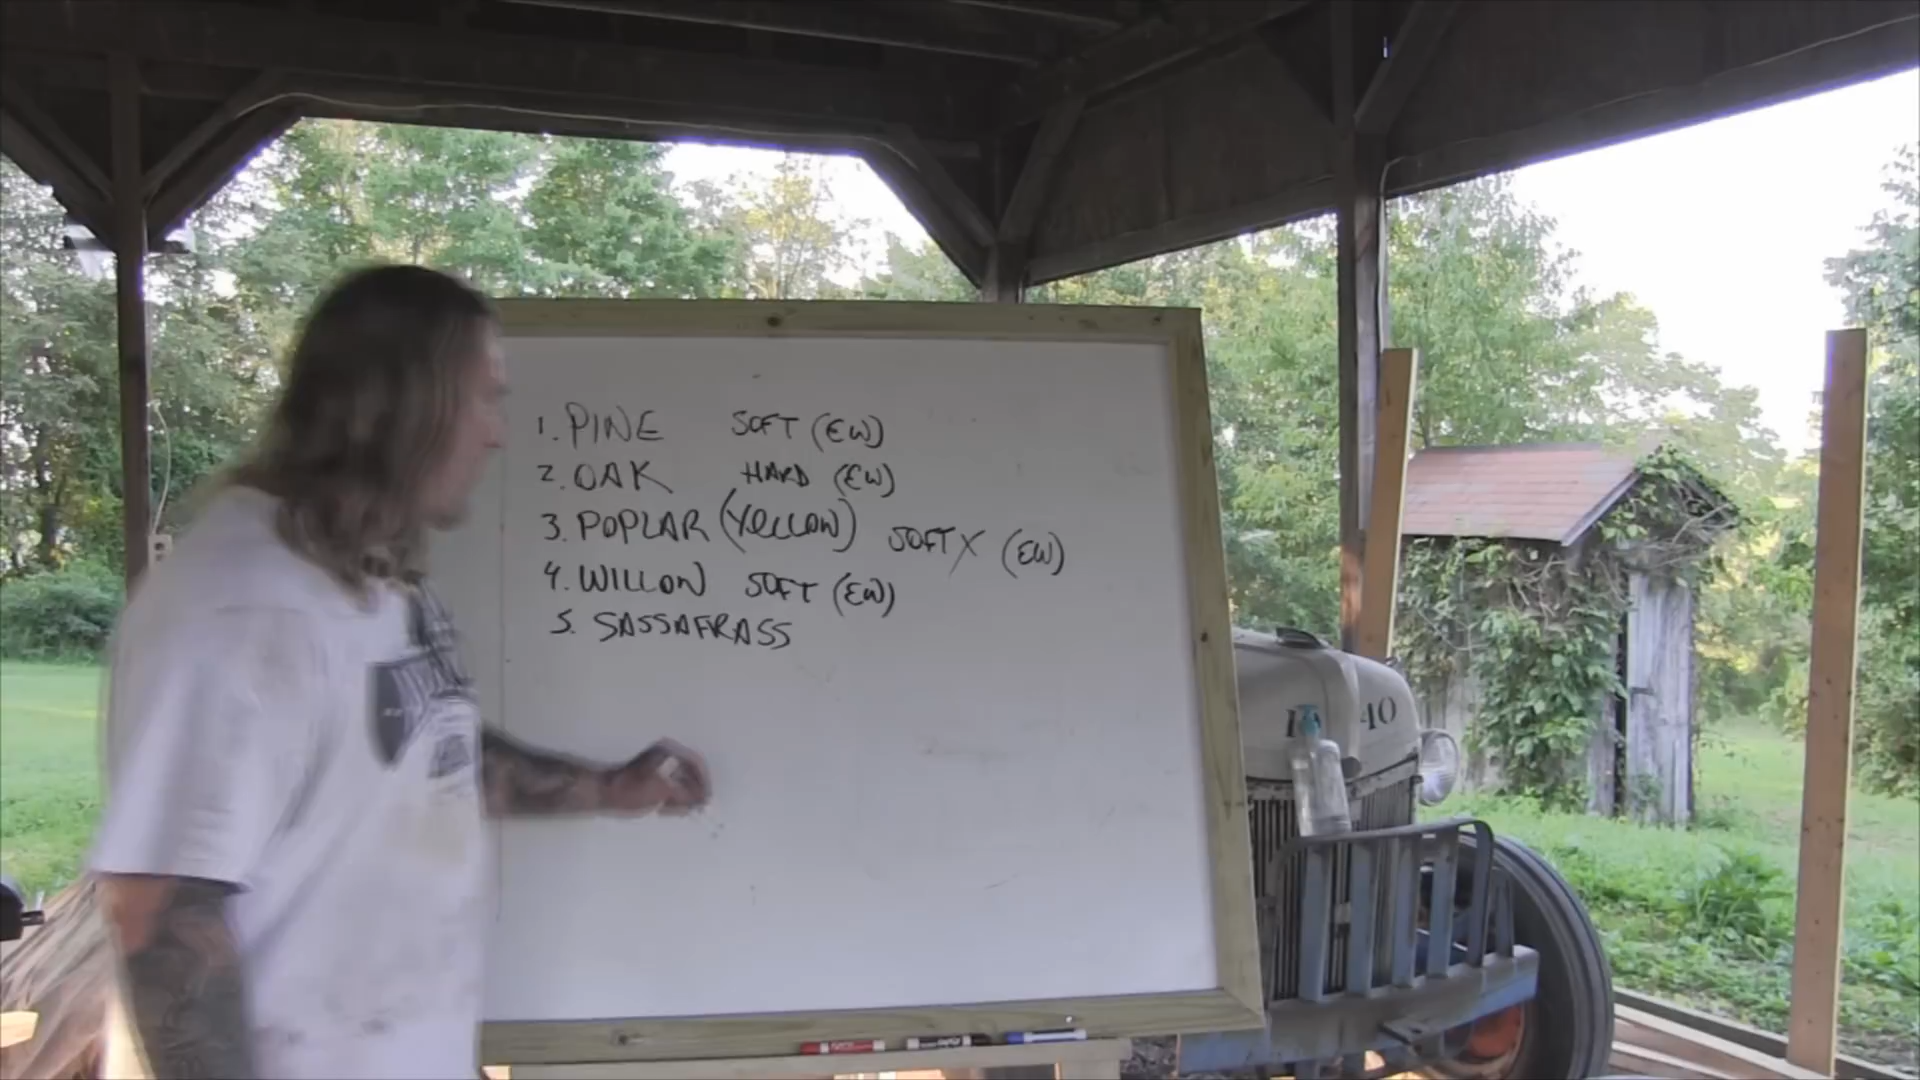 1. PINE SOFT (EW)
2. OAK HARD (EW)
3. POPLAR (YELLOW) SOFT X (EW)
4. WILLOW SOFT (EW)
5. SASSAFRASS
40